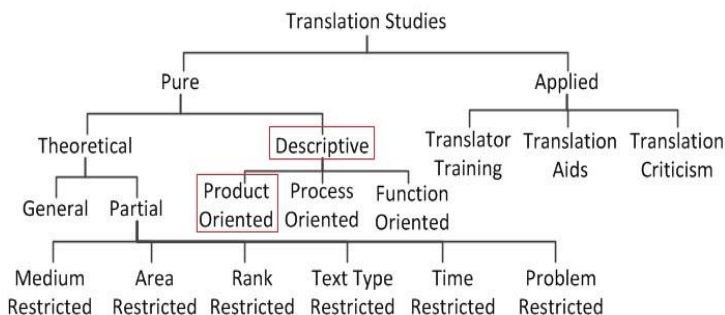 Translation Studies
Pure Applied
Theoretical Descriptive Translator Training Translation Aids Translation Criticism
General Partial Product Oriented Process Oriented Function Oriented
Medium Restricted Area Restricted Rank Restricted Text Type Restricted Time Restricted Problem Restricted